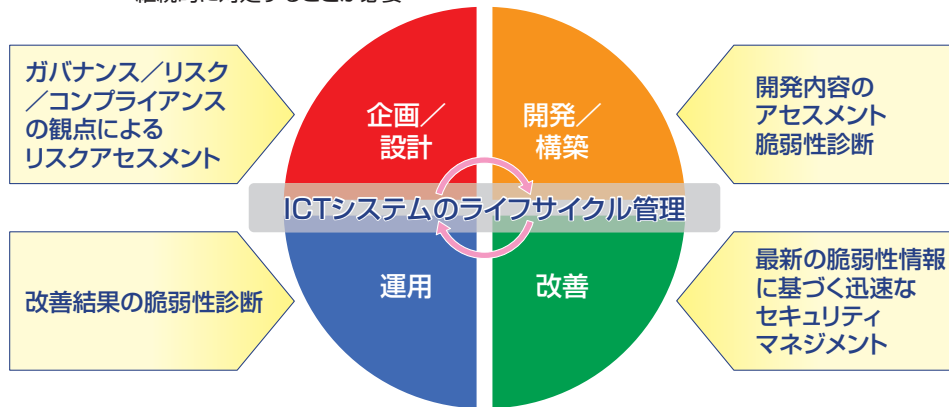 ガバナンス／リスク
／コンプライアンス
の観点による
リスクアセスメント
企画／
設計
開発／
構築
開発内容の
アセスメント
脆弱性診断
ICTシステムのライフサイクル管理
改善結果の脆弱性診断
運用
改善
最新の脆弱性情報
に基づく迅速な
セキュリティ
マネジメント